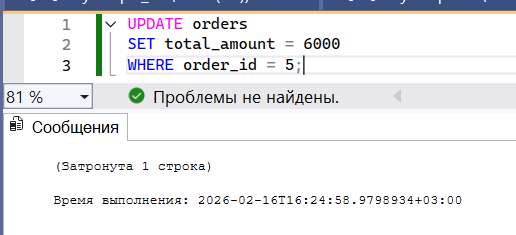 1 UPDATE orders
2 SET total_amount = 6000
3 WHERE order_id = 5;
81 % Проблемы не найдены.
Сообщения
(Затронута 1 строка)
Время выполнения: 2026-02-16T16:24:58.9798934+03:00